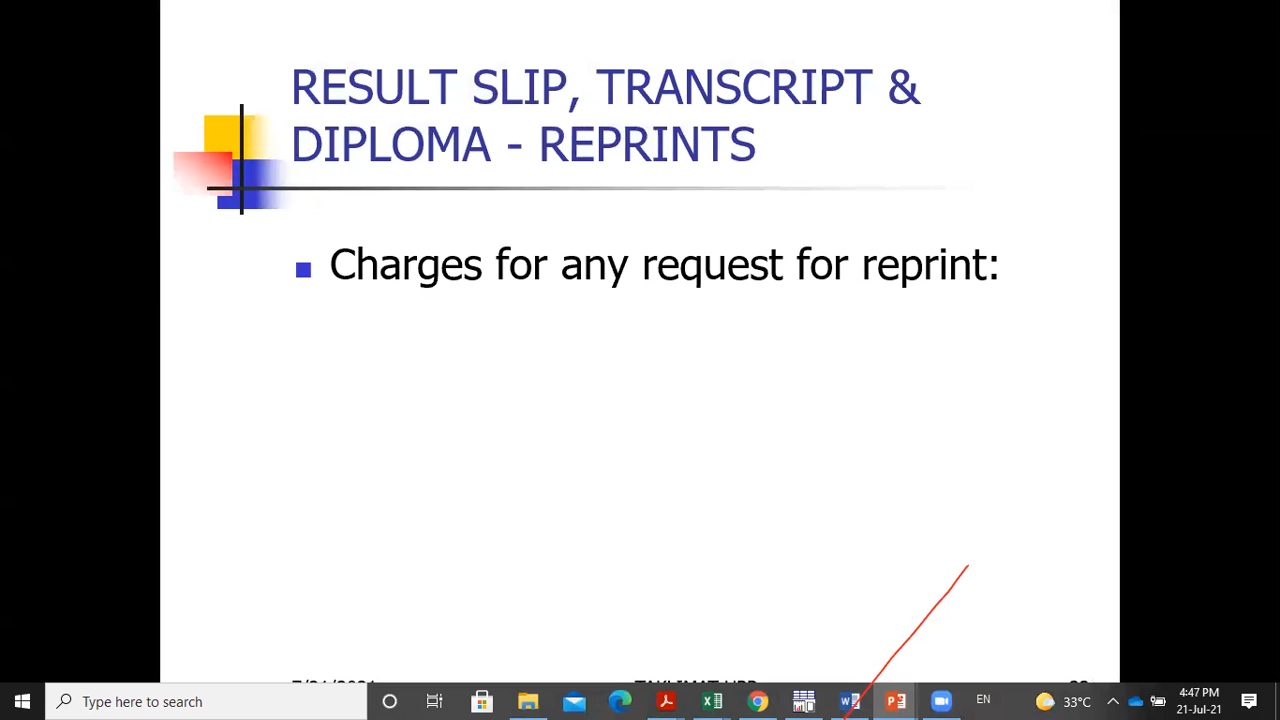 RESULT SLIP, TRANSCRIPT &
DIPLOMA - REPRINTS
Charges for any request for reprint:
Type here to search
EN
33°C
4:47 PM
21-Jul-21